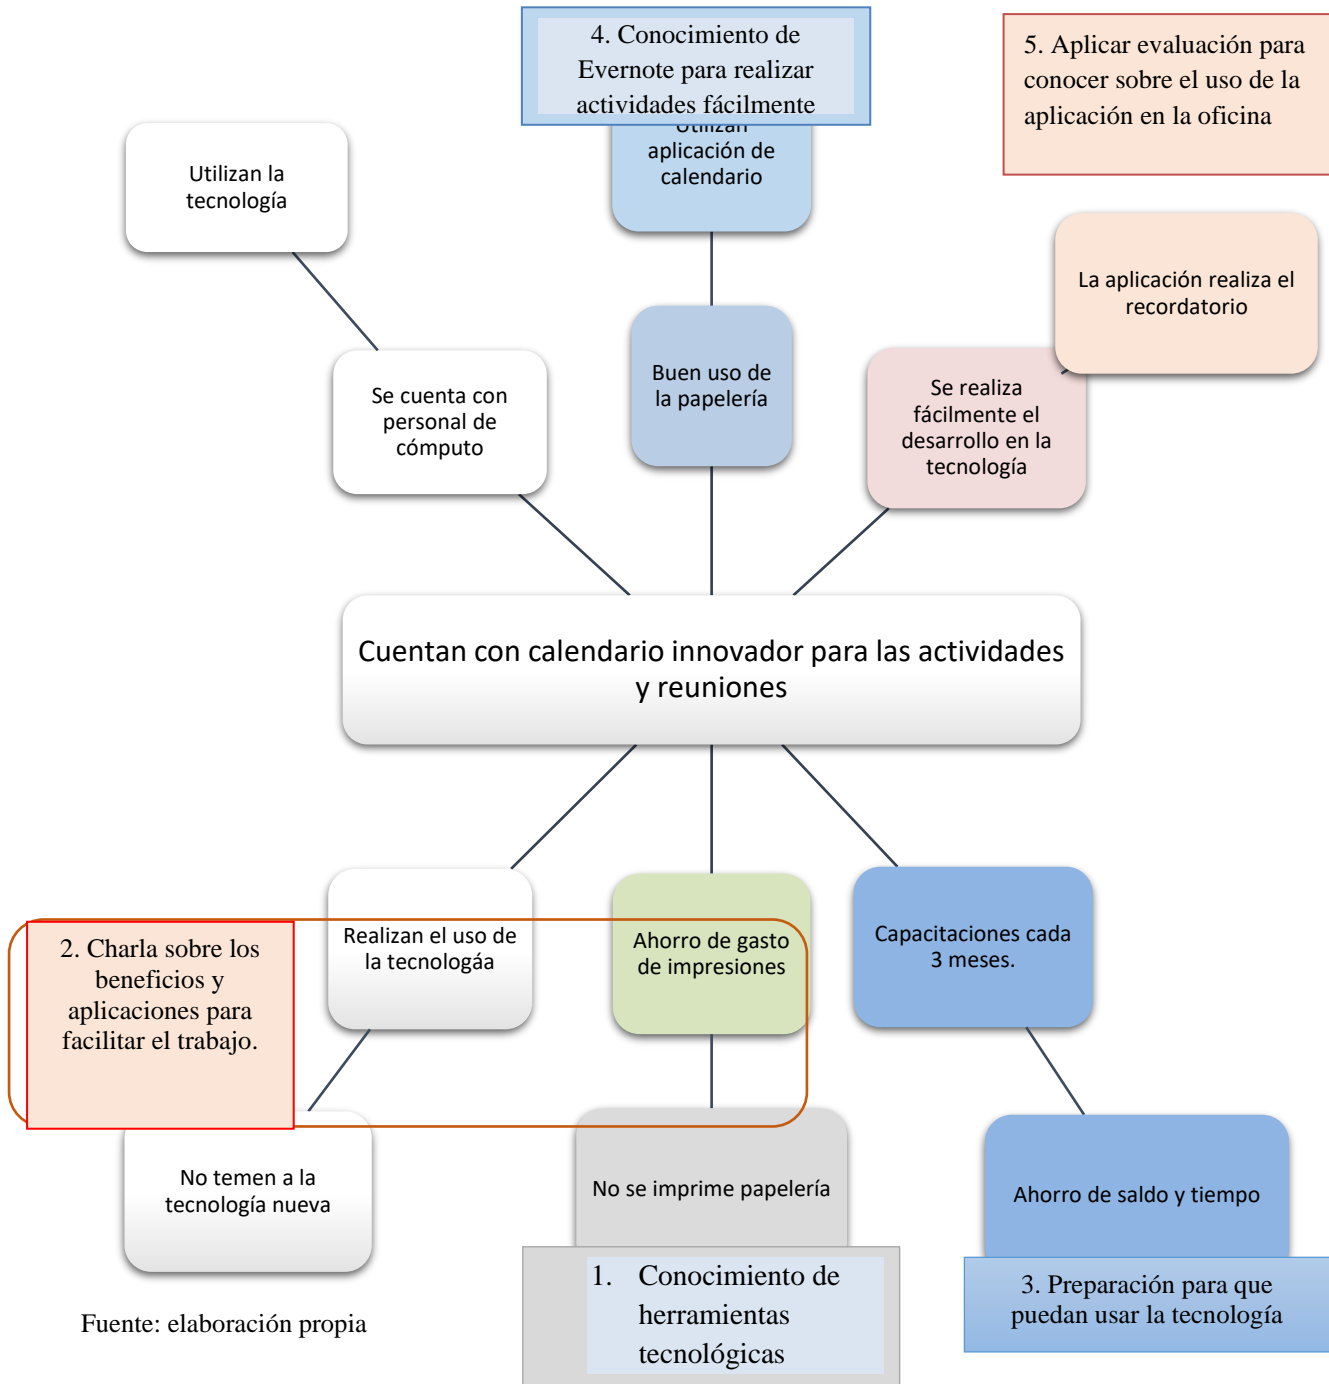 4. Conocimiento de
Evernote para realizar
actividades fácilmente
5. Aplicar evaluación para
conocer sobre el uso de la
aplicación en la oficina
Utilizan
aplicación de
calendario
Utilizan la
tecnología
La aplicación realiza el
recordatorio
Buen uso de
la papelería
Se cuenta con
personal de
cómputo
Se realiza
fácilmente el
desarrollo en la
tecnología
Cuentan con calendario innovador para las actividades
y reuniones
2. Charla sobre los
beneficios y
aplicaciones para
facilitar el trabajo.
Realizan el uso de
la tecnologáa
Ahorro de gasto
de impresiones
Capacitaciones cada
3 meses.
No temen a la
tecnología nueva
No se imprime papelería
Ahorro de saldo y tiempo
1. Conocimiento de
herramientas
tecnológicas
3. Preparación para que
puedan usar la tecnología
Fuente: elaboración propia